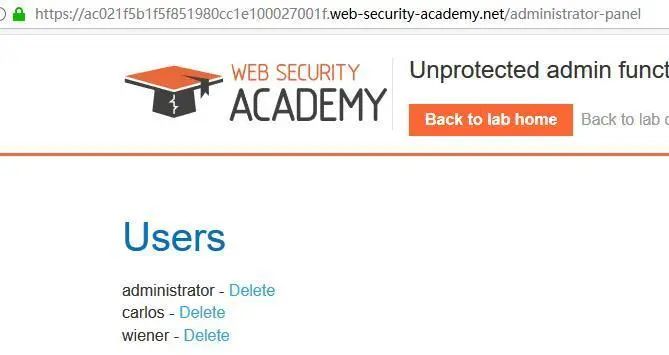 https://ac021f5b1f5f851980cc1e100027001f.web-security-academy.net/administrator-panel
WEB SECURITY
ACADEMY
Unprotected admin funct
Back to lab home
Back to lab
Users
administrator - Delete
carlos - Delete
wiener - Delete